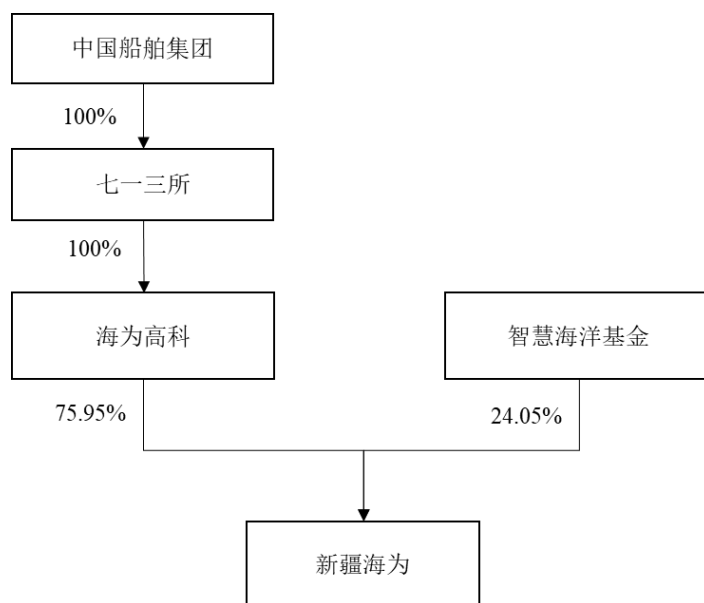 中国船舶集团
100%
七一三所
100%
海为高科
智慧海洋基金
75.95%
24.05%
新疆海为